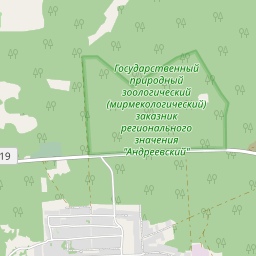 Государственный
природный
зоологический
(мирмекологический)
заказник
регионального
значения
"Андреевский"
19